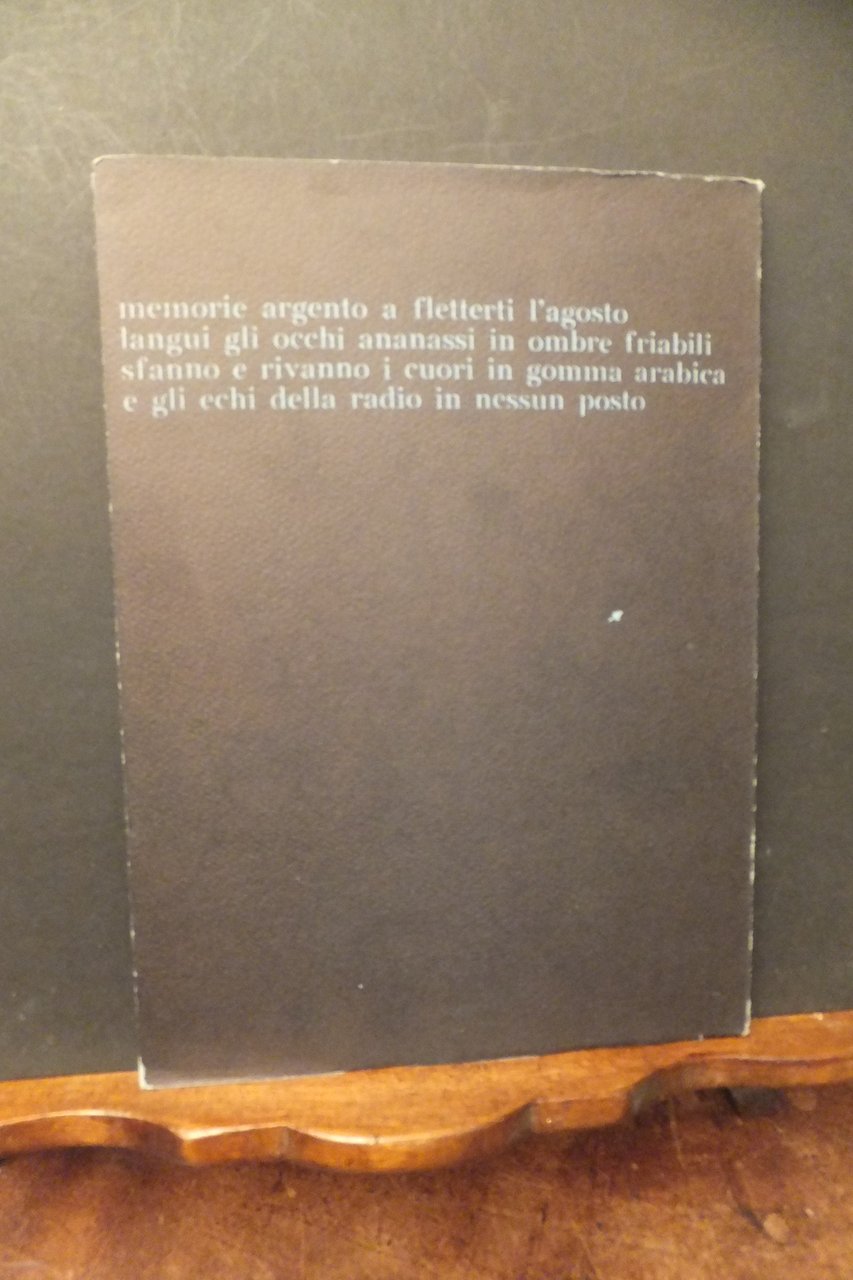 memorie argento a fletterti l'agosto
langui gli occhi ananassi in ombre friabili
sfanno e rivanno i cuori in gomma arabica
e gli echi della radio in nessun posto